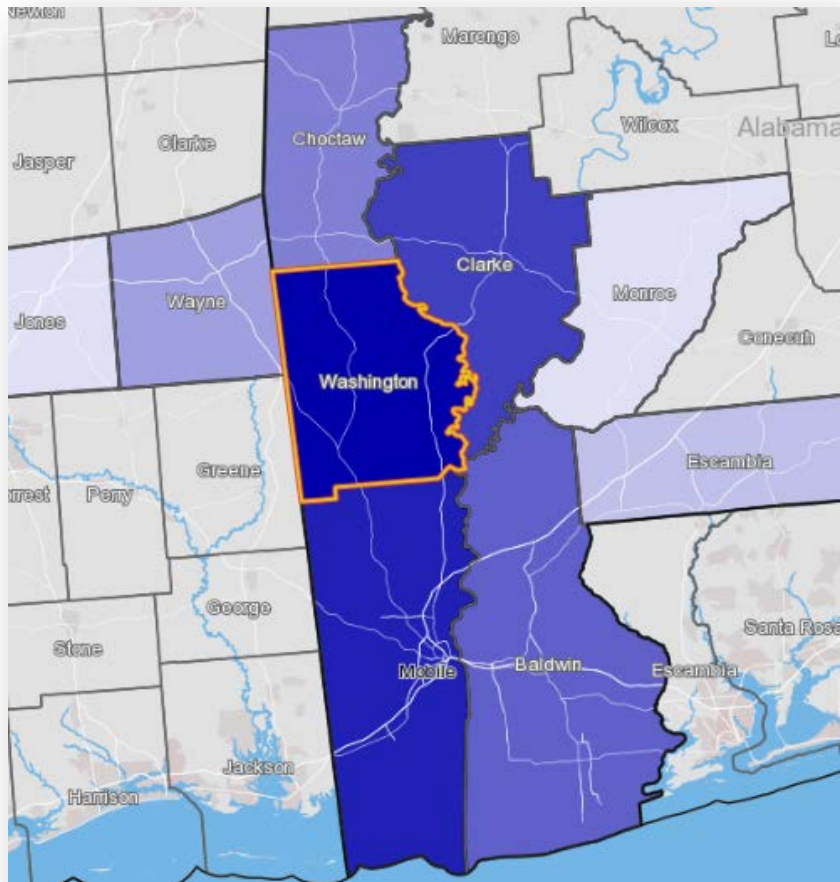 Newton
Marengo
Clarke
Choctaw
Wilcox
Alabama
Jasper
Clarke
Wayne
Monroe
Jones
Conecuh
Washington
Escambia
Greene
Perry
George
Stone
Santa Rosa
Mobile
Baldwin
Escambia
Jackson
Harrison